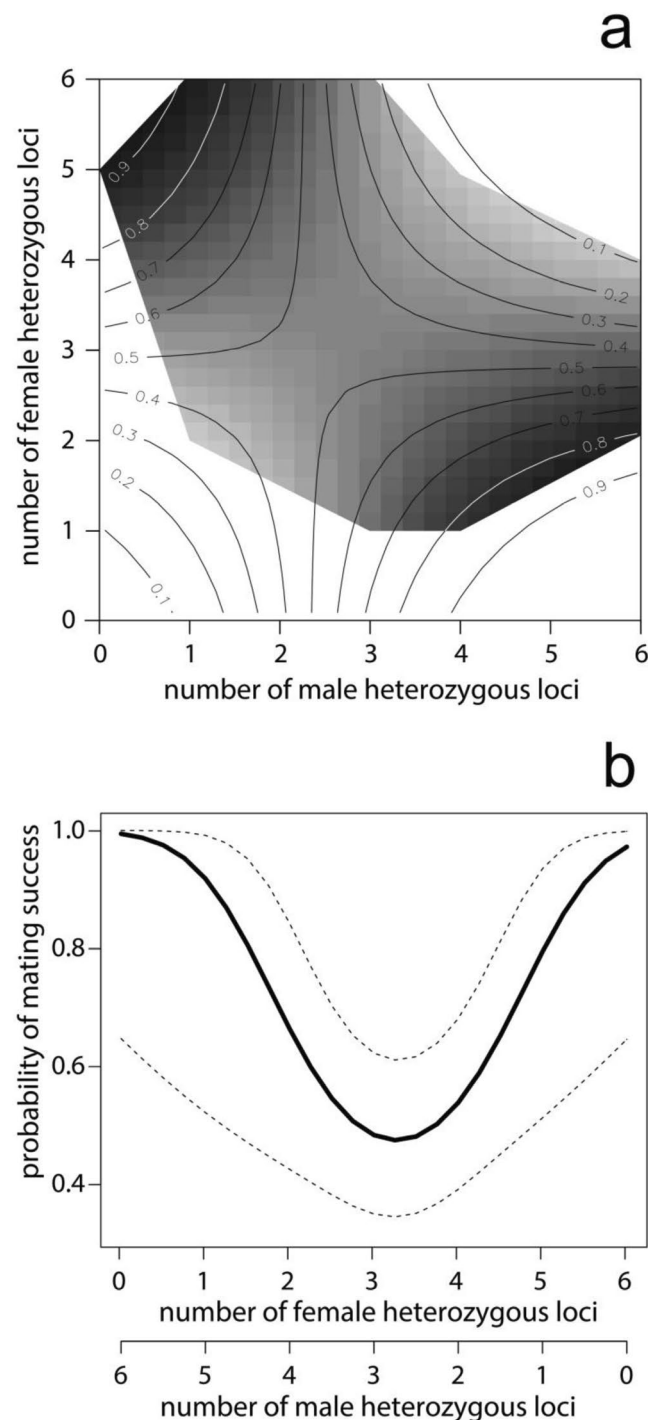 a
6
5
4
3
2
1
0
number of female heterozygous loci
0.9
0.8
0.7
0.6
0.5
0.4
0.3
0.2
0.1
0.1
0.2
0.3
0.4
0.5
0.6
0.7
0.8
0.9
0 1 2 3 4 5 6
number of male heterozygous loci
b
1.0
0.8
0.6
0.4
probability of mating success
0 1 2 3 4 5 6
number of female heterozygous loci
6 5 4 3 2 1 0
number of male heterozygous loci